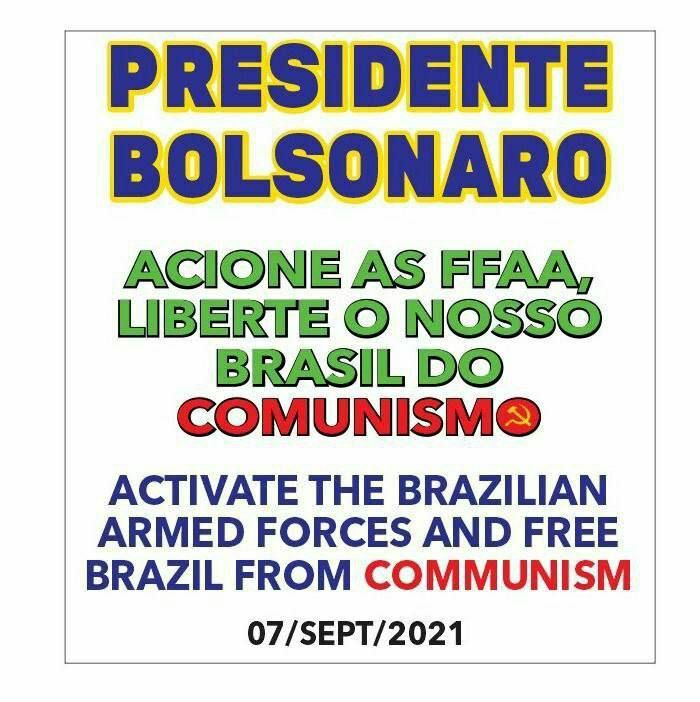 PRESIDENTE
BOLSONARO
ACIONE AS FFAA,
LIBERTE O NOSSO
BRASIL DO
COMUNISMO
ACTIVATE THE BRAZILIAN
ARMED FORCES AND FREE
BRAZIL FROM COMMUNISM
07/SEPT/2021